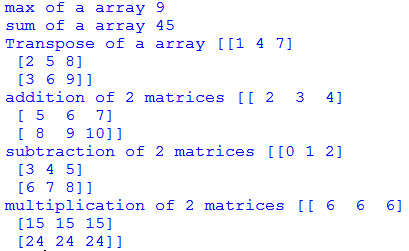 max of a array 9
sum of a array 45
Transpose of a array [[1 4 7]
 [2 5 8]
 [3 6 9]]
addition of 2 matrices [[ 2  3  4]
 [ 5  6  7]
 [ 8  9 10]]
subtraction of 2 matrices [[0 1 2]
 [3 4 5]
 [6 7 8]]
multiplication of 2 matrices [[ 6  6  6]
 [15 15 15]
 [24 24 24]]